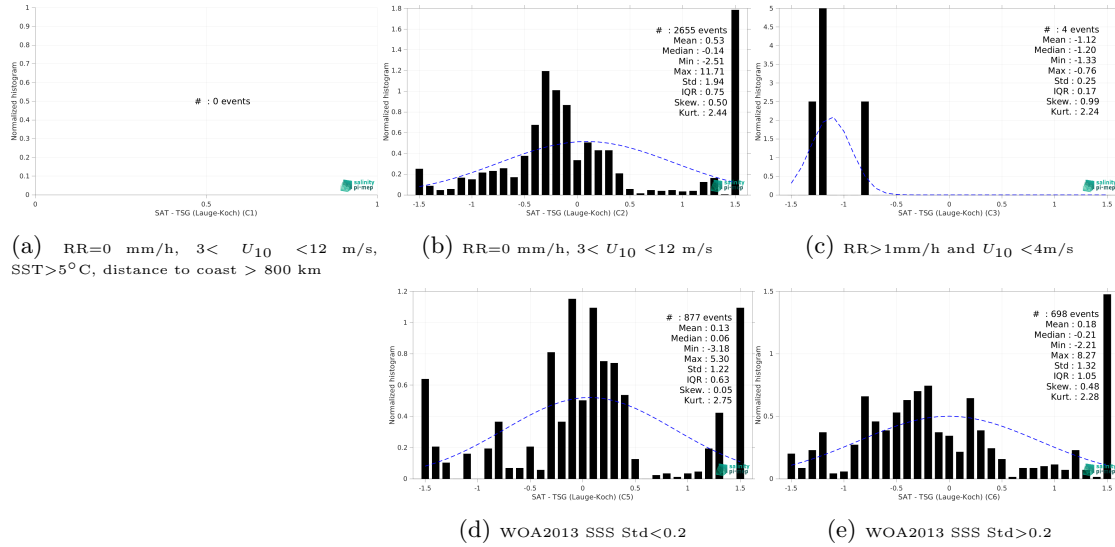 1
0.9
0.8
0.7
0.6
0.5
0.4
0.3
0.2
0.1
0
Normalized histogram
# : 0 events
salinity
pi-mep
0 0.5 1
SAT - TSG (Lauge-Koch) (C1)
(a) RR=0 mm/h, 3< U10 <12 m/s,
SST>5°C, distance to coast > 800 km
1.8
1.6
1.4
1.2
1.0
0.8
0.6
0.4
0.2
0.0
Normalized histogram
# : 2655 events
Mean : 0.53
Median : -0.14
Min : -2.51
Max : 11.71
Std : 1.94
IQR : 0.75
Skew. : 0.50
Kurt. : 2.44
salinity
pi-mep
-1.5 -1 -0.5 0 0.5 1 1.5
SAT - TSG (Lauge-Koch) (C2)
(b) RR=0 mm/h, 3< U10 <12 m/s
5
4.5
4
3.5
3
2.5
2
1.5
1
0.5
0
Normalized histogram
# : 4 events
Mean : -1.12
Median : -1.20
Min : -1.33
Max : -0.76
Std : 0.25
IQR : 0.17
Skew. : 0.99
Kurt. : 2.24
salinity
pi-mep
-1.5 -1 -0.5 0 0.5 1 1.5
SAT - TSG (Lauge-Koch) (C3)
(c) RR>1mm/h and U10 <4m/s
1.2
1
0.8
0.6
0.4
0.2
0
Normalized histogram
# : 877 events
Mean : 0.13
Median : 0.06
Min : -3.18
Max : 5.30
Std : 1.22
IQR : 0.63
Skew. : 0.05
Kurt. : 2.75
salinity
pi-mep
-1.5 -1 -0.5 0 0.5 1 1.5
SAT - TSG (Lauge-Koch) (C5)
(d) WOA2013 SSS Std<0.2
1.5
1
0.5
0
Normalized histogram
# : 698 events
Mean : 0.18
Median : -0.21
Min : -2.21
Max : 8.27
Std : 1.32
IQR : 1.05
Skew. : 0.48
Kurt. : 2.28
salinity
pi-mep
-1.5 -1 -0.5 0 0.5 1 1.5
SAT - TSG (Lauge-Koch) (C6)
(e) WOA2013 SSS Std>0.2